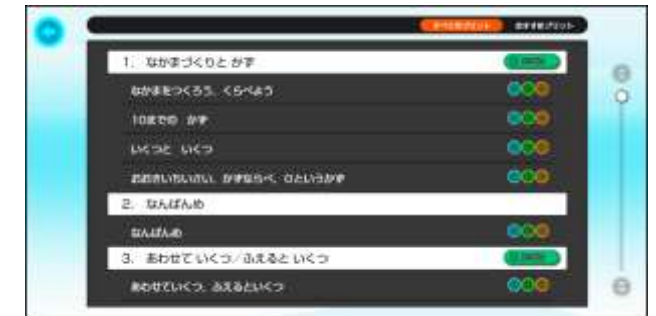 1. なかまづくりと かず
なかまをつくろう、くらべよう
10までの かず
いくつと いくつ
おおきいちいさい、かずならべ、0というかず
2. なんばんめ
なんばんめ
3. あわせて いくつ/ふえると いくつ
あわせていくつ、ふえるといくつ